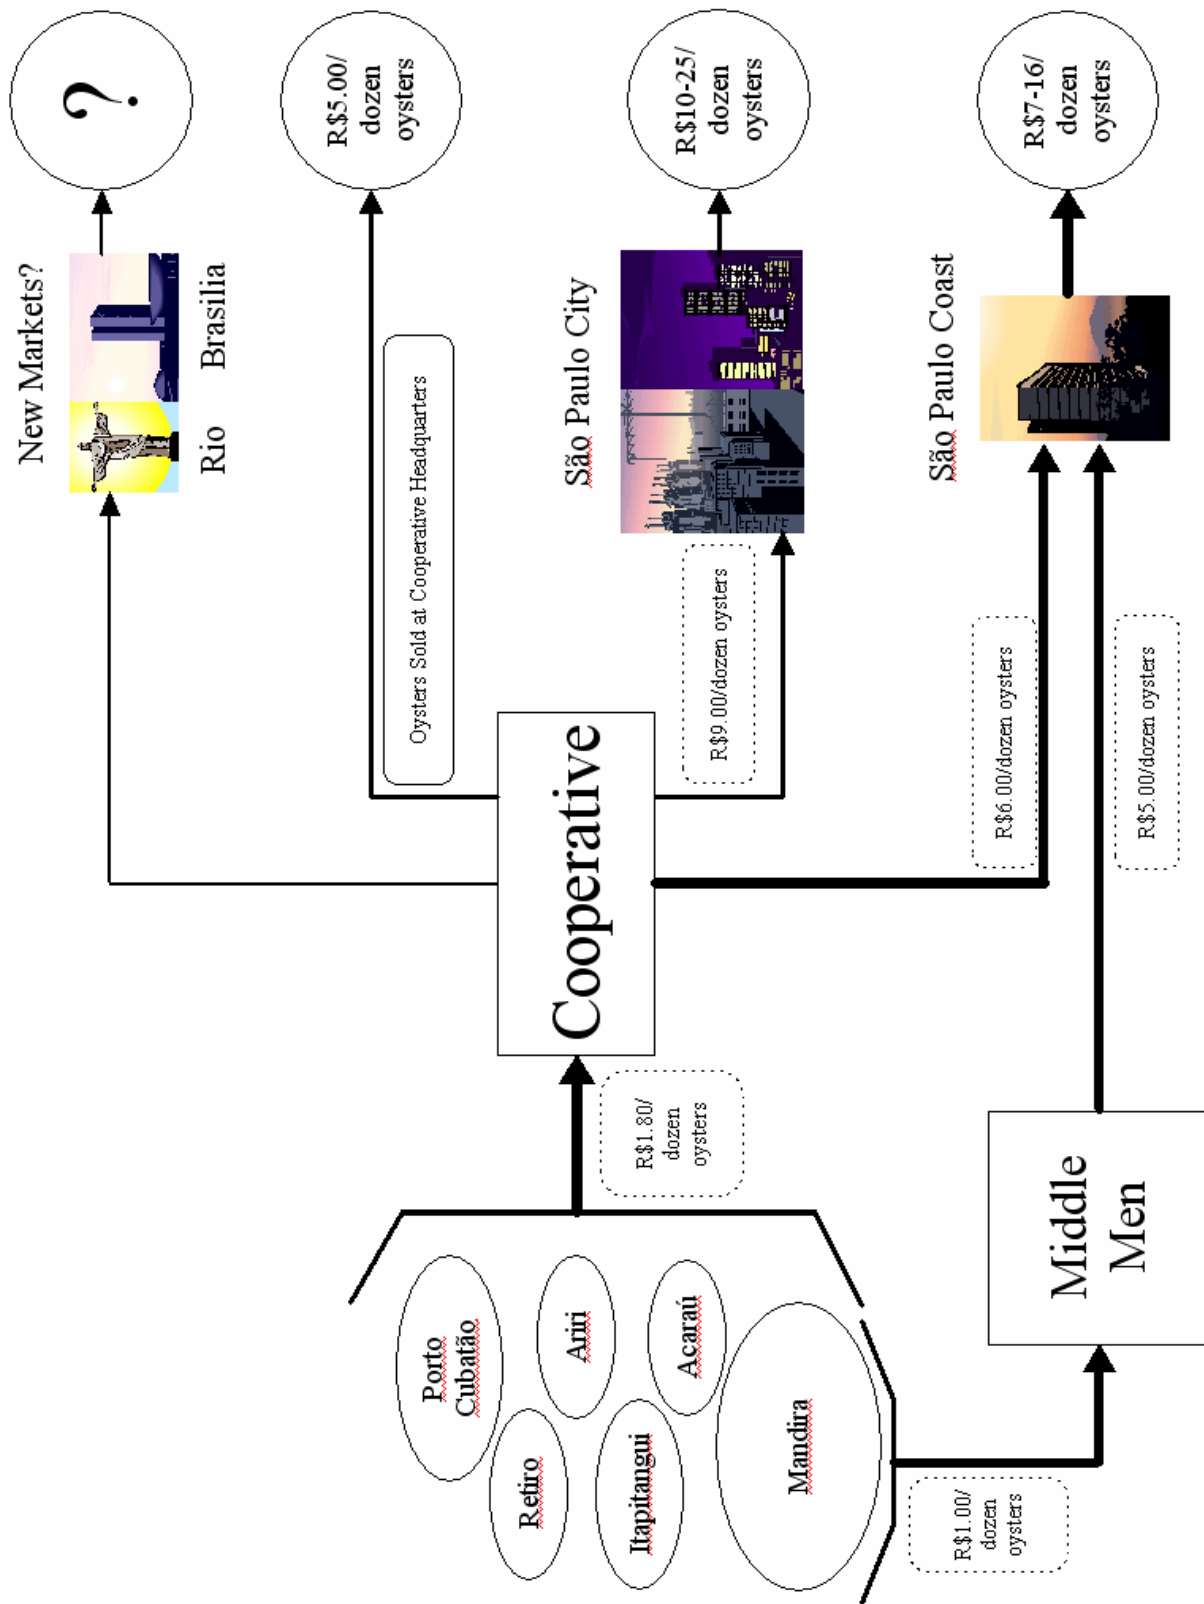 Porto
Cubatão
Retiro
Ariri
Itapitangui
Acaraú
Mandira
R$1.00/
dozen
oysters
R$1.80/
dozen
oysters
Middle
Men
Cooperative
Oysters Sold at Cooperative Headquarters
R$9.00/dozen oysters
R$6.00/dozen oysters
R$5.00/dozen oysters
New Markets?
Rio
Brasilia
São Paulo City
São Paulo Coast
?
R$5.00/
dozen
oysters
R$10-25/
dozen
oysters
R$7-16/
dozen
oysters